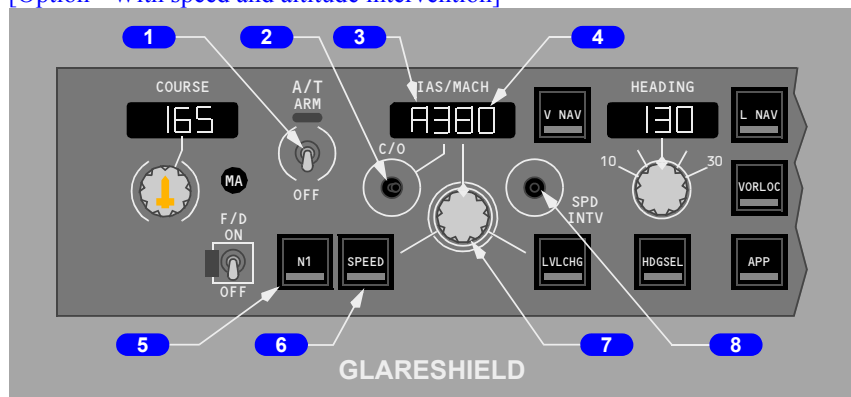 [Option - With speed and altitude intervention]
1 2 3 4
COURSE A/T ARM IAS/MACH HEADING
165 A380 V NAV 130 L NAV
C/O
10 30
MA OFF SPD INTV VORLOC
F/D
ON
N1 SPEED LVLCHG HDGSEL APP
OFF
5 6 7 8
GLARESHIELD